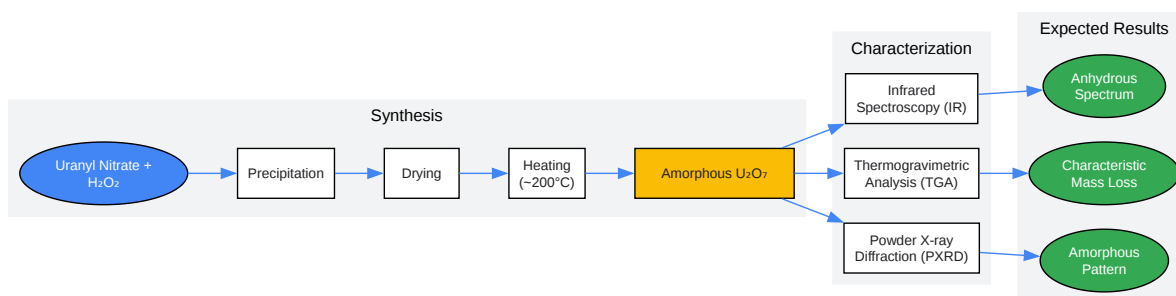 Synthesis
Uranyl Nitrate +
H₂O₂
Precipitation
Drying
Heating
(~200°C)
Amorphous U₂O₇
Characterization
Infrared
Spectroscopy (IR)
Thermogravimetric
Analysis (TGA)
Powder X-ray
Diffraction (PXRD)
Expected Results
Anhydrous
Spectrum
Characteristic
Mass Loss
Amorphous
Pattern